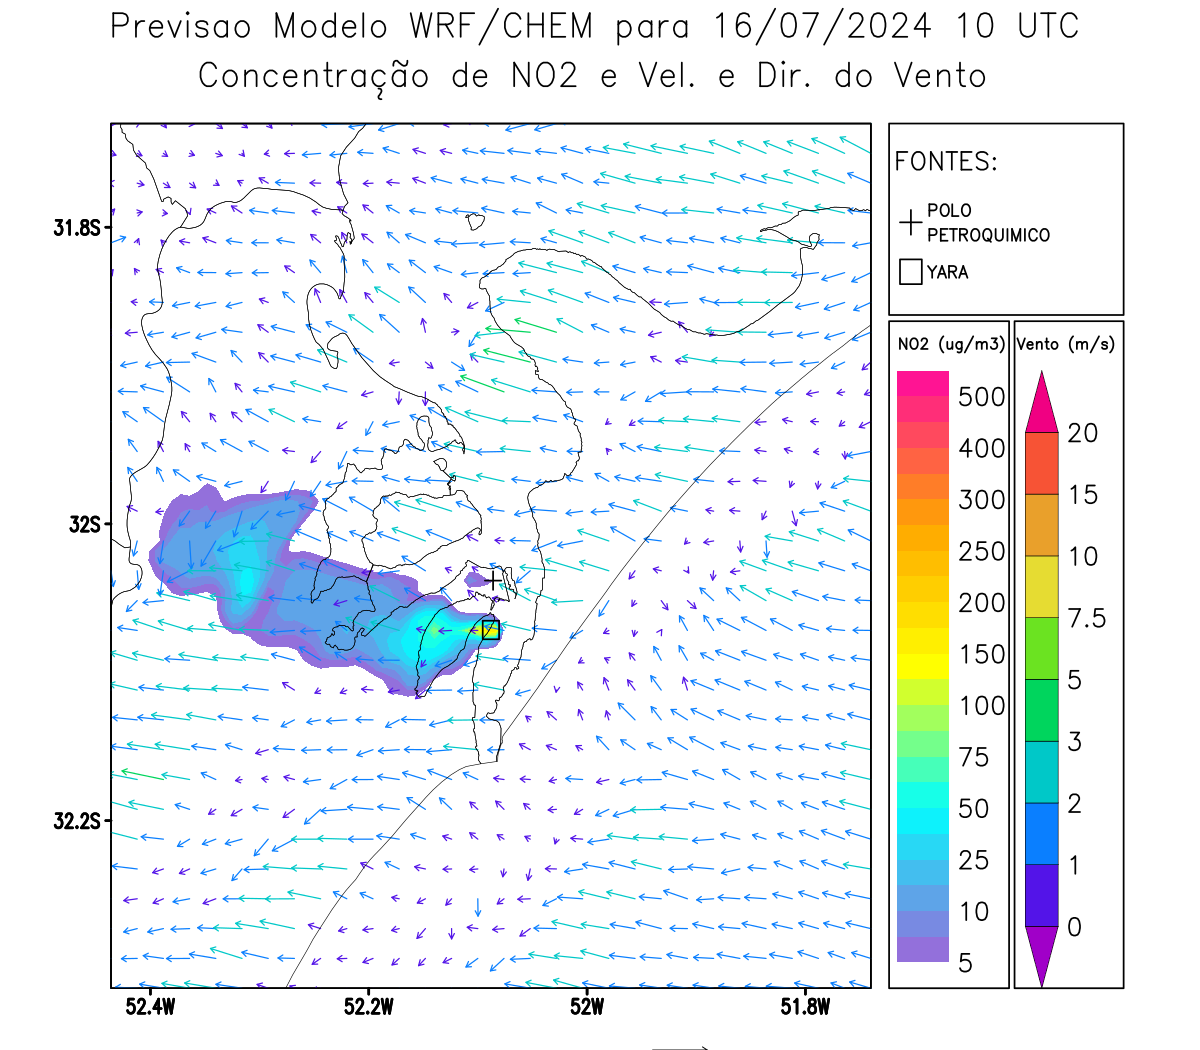 Previsao Modelo WRF/CHEM para 16/07/2024 10 UTC
Concentração de NO2 e Vel. e Dir. do Vento
FONTES:
POLO
PETROQUIMICO
YARA
31.8S
32S
32.2S
52.4W
52.2W
52W
51.8W
NO2 (ug/m3)
500
400
300
250
200
150
100
75
50
25
10
5
Vento (m/s)
20
15
10
7.5
5
3
2
1
0